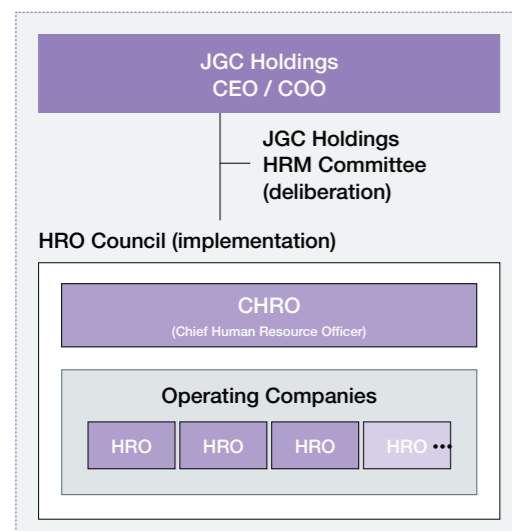 JGC Holdings
CEO / COO
JGC Holdings
HRM Committee
(deliberation)
HRO Council (implementation)
CHRO
(Chief Human Resource Officer)
Operating Companies
HRO HRO HRO HRO •••